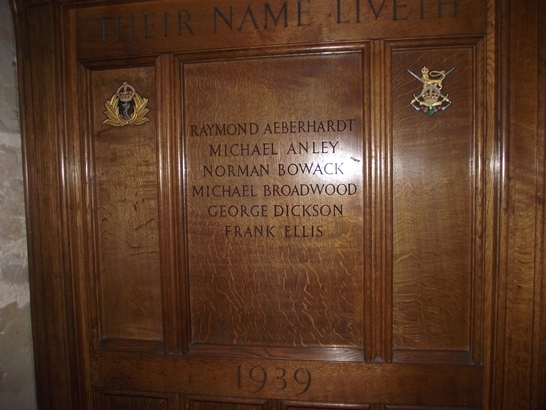 THEIR NAME LIVETH
RAYMOND AEBERHARDT
MICHAEL ANLEY
NORMAN BOWACK
MICHAEL BROADWOOD
GEORGE DICKSON
FRANK ELLIS
1939